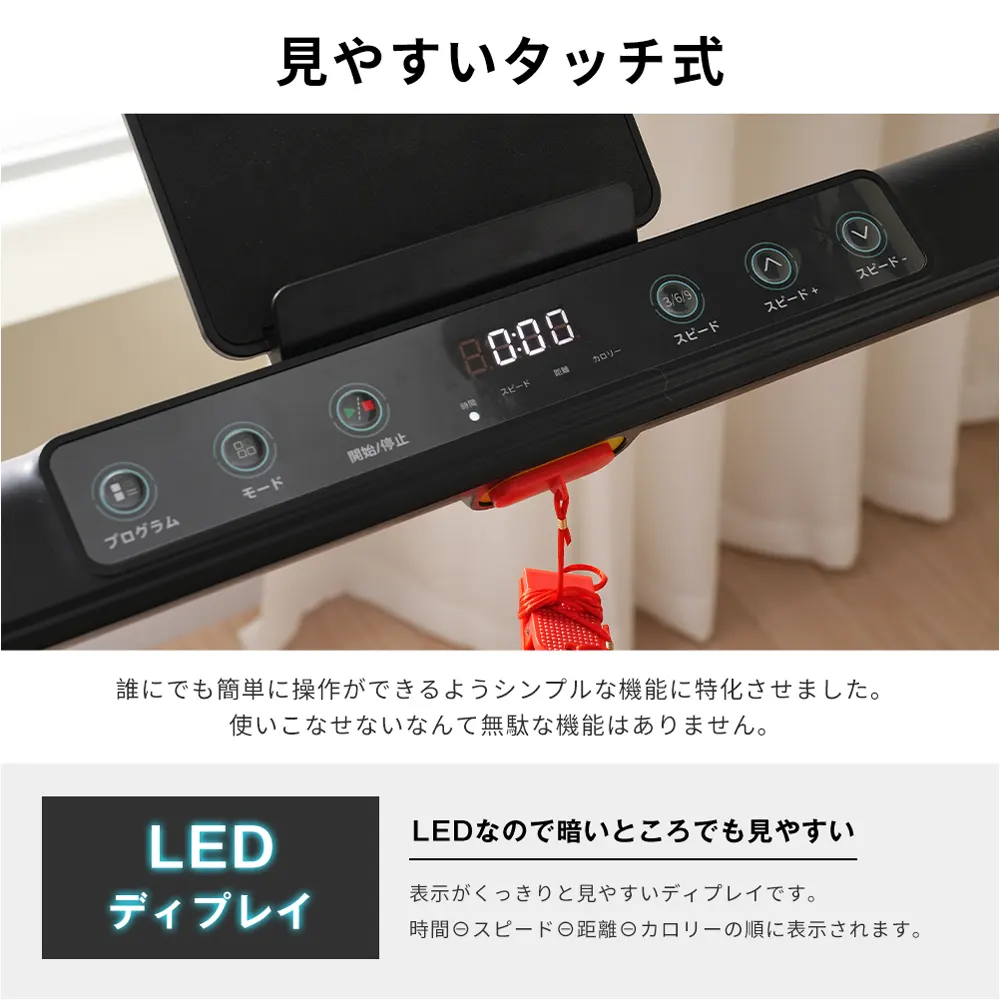 見やすいタッチ式
プログラム
モード
開始/停止
0:00
時間
スピード
距離
カロリー
3/6/9
スピード
スピード +
スピード -
誰にでも簡単に操作ができるようシンプルな機能に特化させました。
使いこなせないなんて無駄な機能はありません。
LED
ディプレイ
LEDなので暗いところでも見やすい
表示がくっきりと見やすいディプレイです。
時間⊖スピード⊖距離⊖カロリーの順に表示されます。